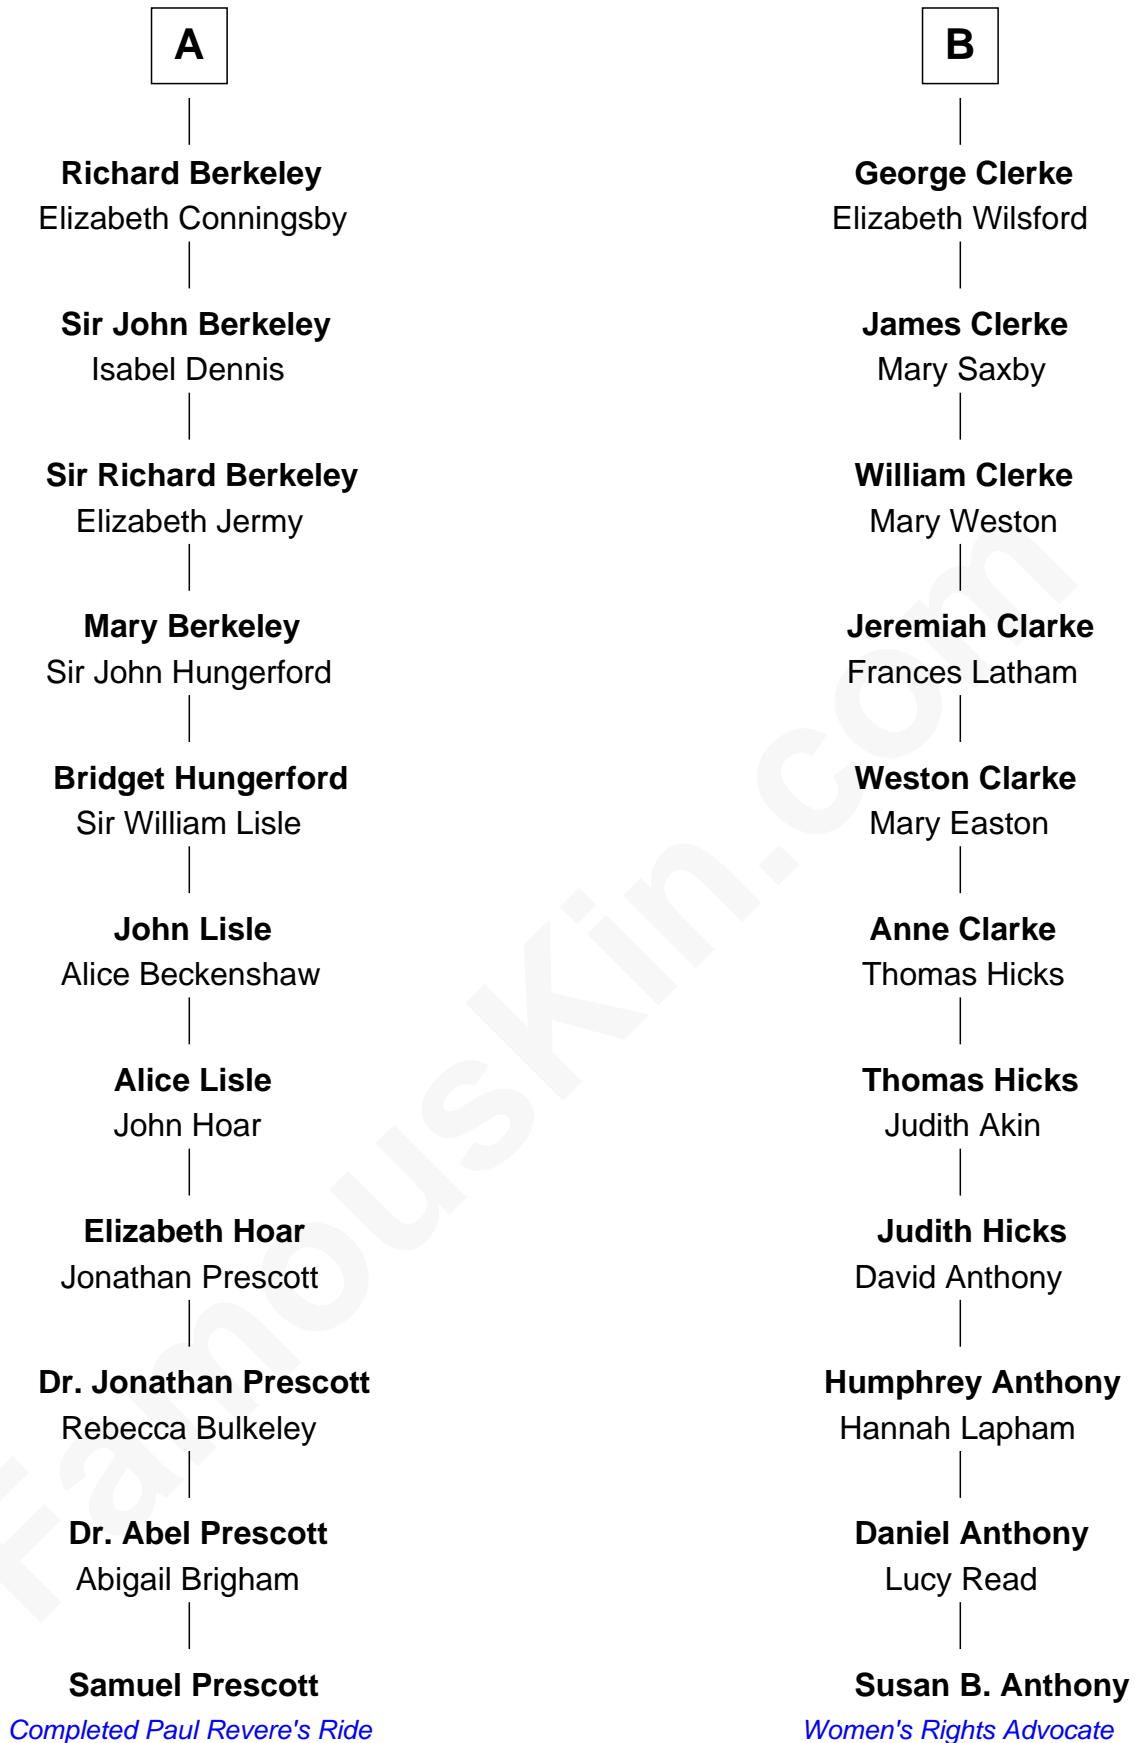 A
Richard Berkeley
Elizabeth Conningsby
Sir John Berkeley
Isabel Dennis
Sir Richard Berkeley
Elizabeth Jermy
Mary Berkeley
Sir John Hungerford
Bridget Hungerford
Sir William Lisle
John Lisle
Alice Beckenshaw
Alice Lisle
John Hoar
Elizabeth Hoar
Jonathan Prescott
Dr. Jonathan Prescott
Rebecca Bulkeley
Dr. Abel Prescott
Abigail Brigham
Samuel Prescott
Completed Paul Revere's Ride
B
George Clerke
Elizabeth Wilsford
James Clerke
Mary Saxby
William Clerke
Mary Weston
Jeremiah Clarke
Frances Latham
Weston Clarke
Mary Easton
Anne Clarke
Thomas Hicks
Thomas Hicks
Judith Akin
Judith Hicks
David Anthony
Humphrey Anthony
Hannah Lapham
Daniel Anthony
Lucy Read
Susan B. Anthony
Women's Rights Advocate
FamousKin.com